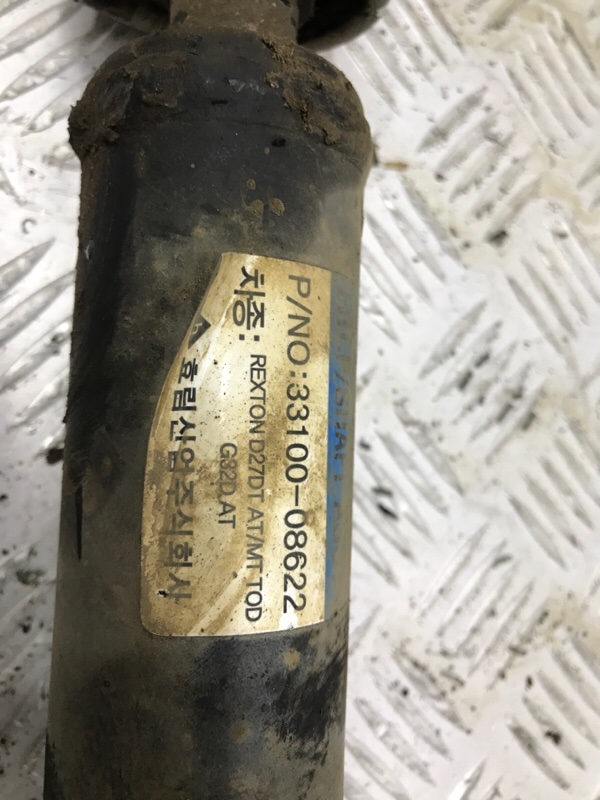 P/NO:33100-08622
차종: REXTON D27DT AT/MT TOD
G32D,AT
효림산업주식회사